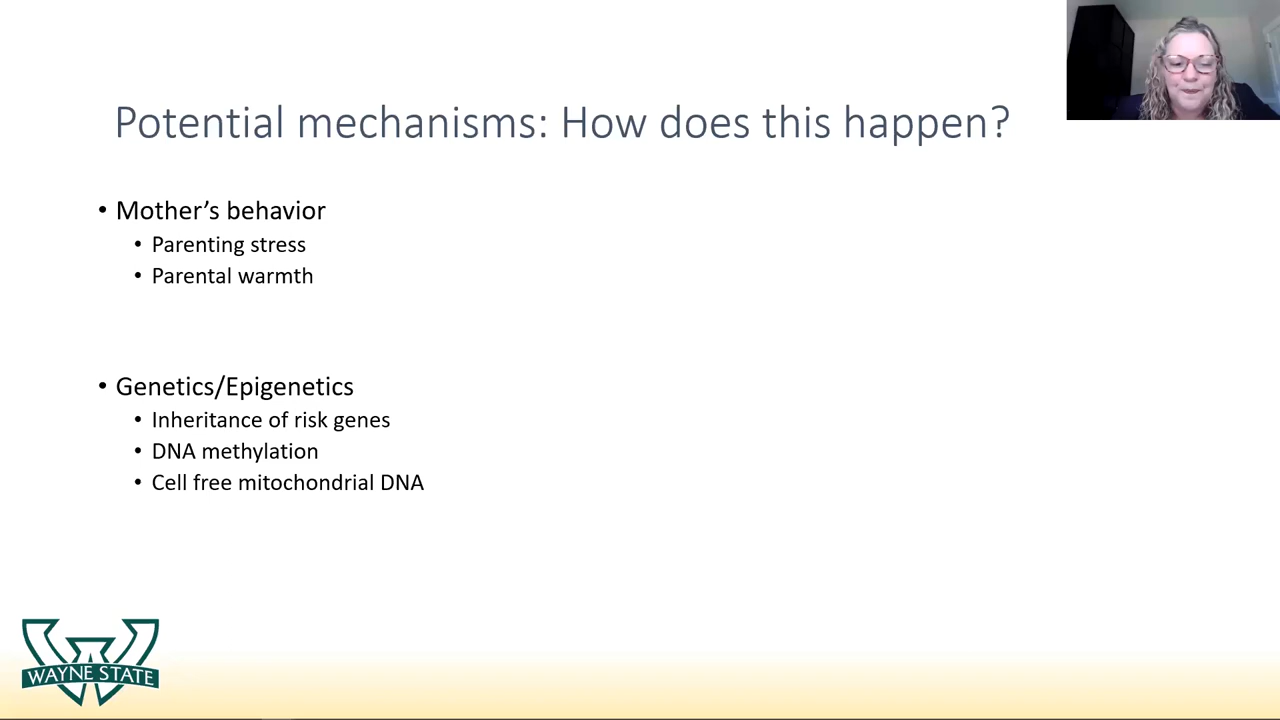 Potential mechanisms: How does this happen?
• Mother’s behavior
• Parenting stress
• Parental warmth
• Genetics/Epigenetics
• Inheritance of risk genes
• DNA methylation
• Cell free mitochondrial DNA
WAYNE STATE